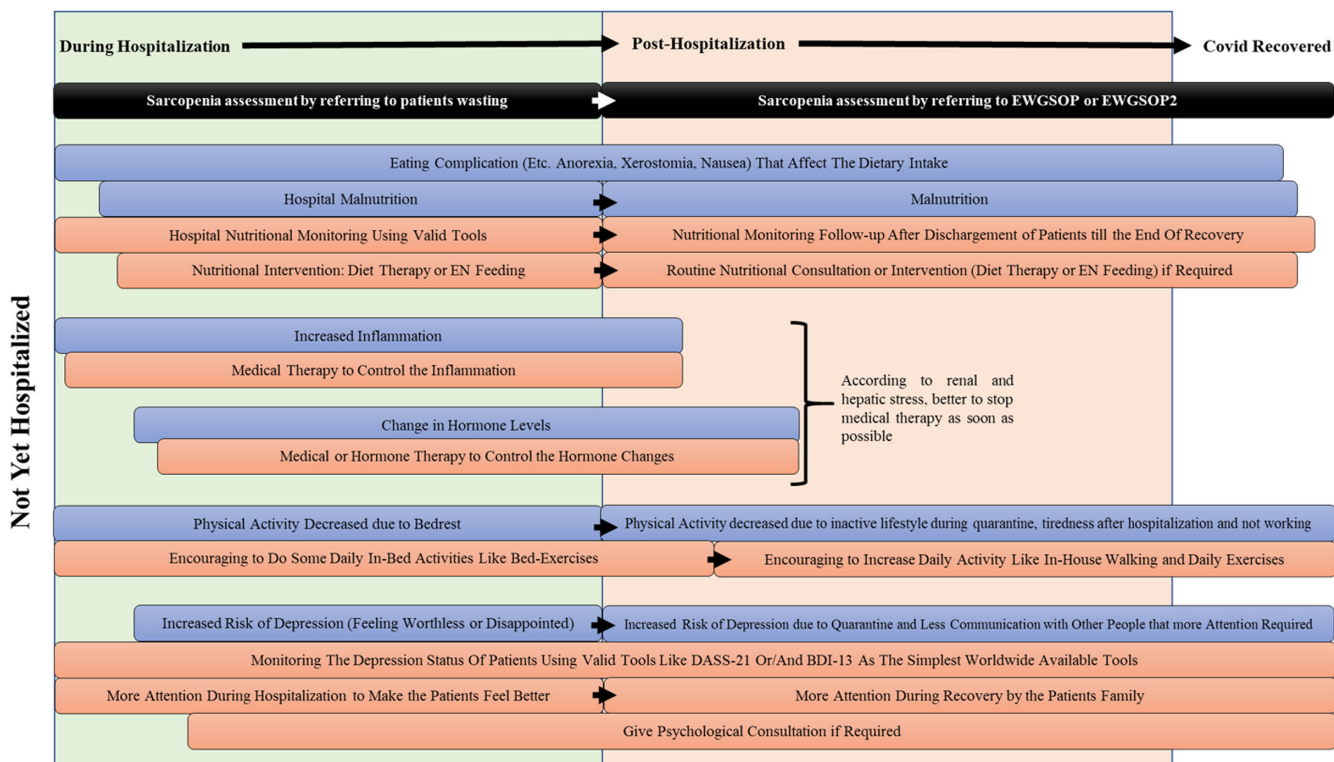 During Hospitalization
Post-Hospitalization
Covid Recovered
Sarcopenia assessment by referring to patients wasting
Sarcopenia assessment by referring to EWGSOP or EWGSOP2
Eating Complication (Etc. Anorexia, Xerostomia, Nausea) That Affect The Dietary Intake
Hospital Malnutrition
Malnutrition
Hospital Nutritional Monitoring Using Valid Tools
Nutritional Monitoring Follow-up After Dischargement of Patients till the End Of Recovery
Nutritional Intervention: Diet Therapy or EN Feeding
Routine Nutritional Consultation or Intervention (Diet Therapy or EN Feeding) if Required
Not Yet Hospitalized
Increased Inflammation
Medical Therapy to Control the Inflammation
Change in Hormone Levels
Medical or Hormone Therapy to Control the Hormone Changes
According to renal and
hepatic stress, better to stop
medical therapy as soon as
possible
Physical Activity Decreased due to Bedrest
Physical Activity decreased due to inactive lifestyle during quarantine, tiredness after hospitalization and not working
Encouraging to Do Some Daily In-Bed Activities Like Bed-Exercises
Encouraging to Increase Daily Activity Like In-House Walking and Daily Exercises
Increased Risk of Depression (Feeling Worthless or Disappointed)
Increased Risk of Depression due to Quarantine and Less Communication with Other People that more Attention Required
Monitoring The Depression Status Of Patients Using Valid Tools Like DASS-21 Or/And BDI-13 As The Simplest Worldwide Available Tools
More Attention During Hospitalization to Make the Patients Feel Better
More Attention During Recovery by the Patients Family
Give Psychological Consultation if Required